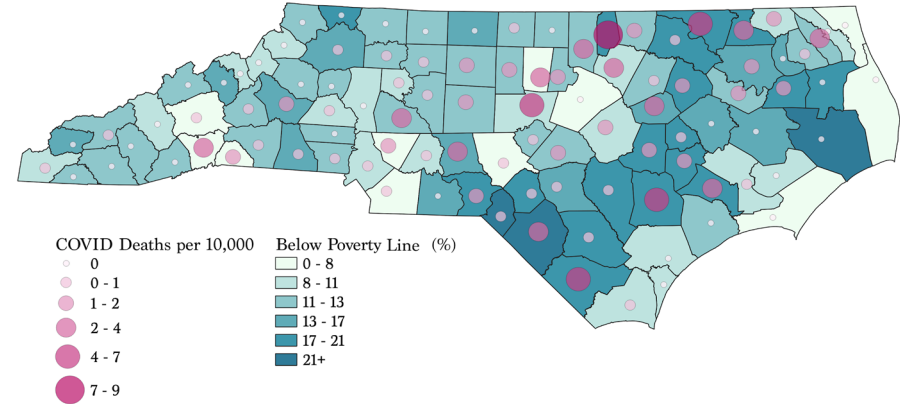 COVID Deaths per 10,000
0
0 - 1
1 - 2
2 - 4
4 - 7
7 - 9
Below Poverty Line (%)
0 - 8
8 - 11
11 - 13
13 - 17
17 - 21
21+